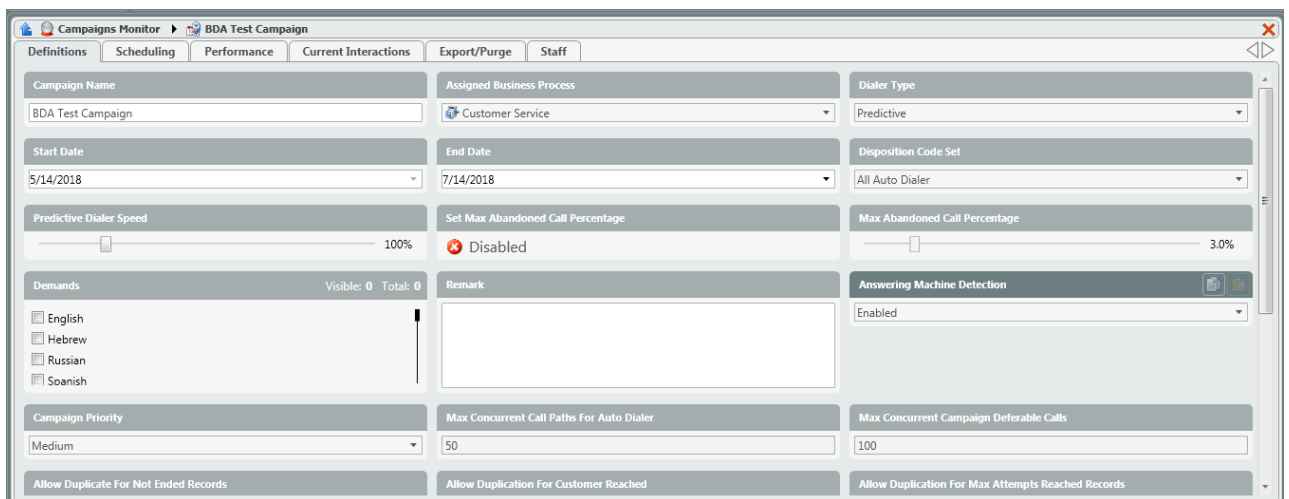 Campaigns Monitor BDA Test Campaign
Definitions Scheduling Performance Current Interactions Export/Purge Staff
Campaign Name Assigned Business Process Dialer Type
BDA Test Campaign Customer Service Predictive
Start Date End Date Disposition Code Set
5/14/2018 7/14/2018 All Auto Dialer
Predictive Dialer Speed Set Max Abandoned Call Percentage Max Abandoned Call Percentage
100% Disabled 3.0%
Demands Visible: 0 Total: 0 Remark Answering Machine Detection
English Enabled
Hebrew
Russian
Spanish
Campaign Priority Max Concurrent Call Paths For Auto Dialer Max Concurrent Campaign Deferable Calls
Medium 50 100
Allow Duplicate For Not Ended Records Allow Duplication For Customer Reached Allow Duplication For Max Attempts Reached Records